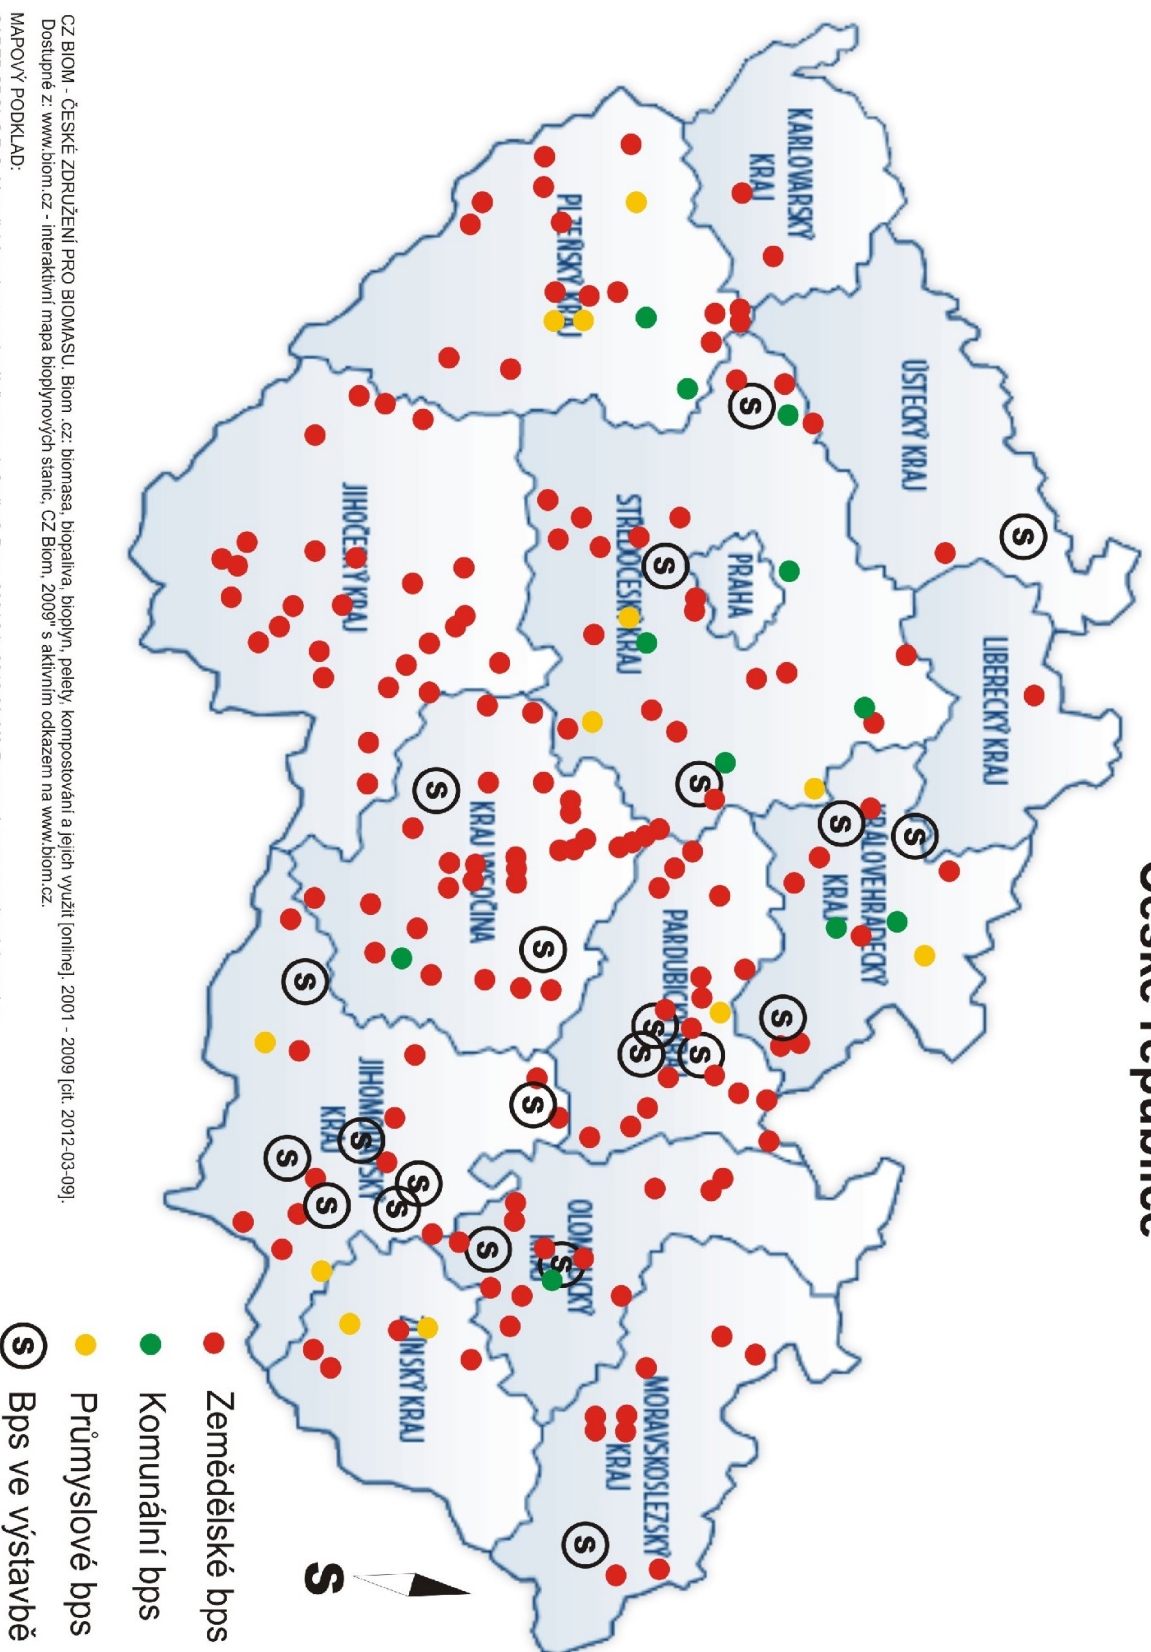 České republice
KARLOVARSKÝ
KRAJ
ÚSTECKÝ KRAJ
LIBERECKÝ KRAJ
PLZEŇSKÝ KRAJ
STŘEDOČESKÝ KRAJ
PRAHA
KRÁLOVEHRADECKÝ
KRAJ
JIHOČESKÝ KRAJ
KRAJ VYSOČINA
PARDUBICKÝ KRAJ
JIHOMORAVSKÝ
KRAJ
OLOMOUCKÝ
KRAJ
ZLÍNSKÝ KRAJ
MORAVSKOSLEZSKÝ
KRAJ
S
Zemědělské bps
Komunální bps
Průmyslové bps
S Bps ve výstavbě
CZ BIOM - ČESKÉ ZDRUŽENÍ PRO BIOMASU. Biom .cz: biomasa, biopaliva, bioplyn, pelety, kompostování a jejich využit [online]. 2001 - 2009 [cit. 2012-03-09].
Dostupné z: www.biom.cz - interaktivní mapa bioplynových stanic, CZ Biom, 2009" s aktivním odkazem na www.biom.cz.
MAPOVÝ PODKLAD: